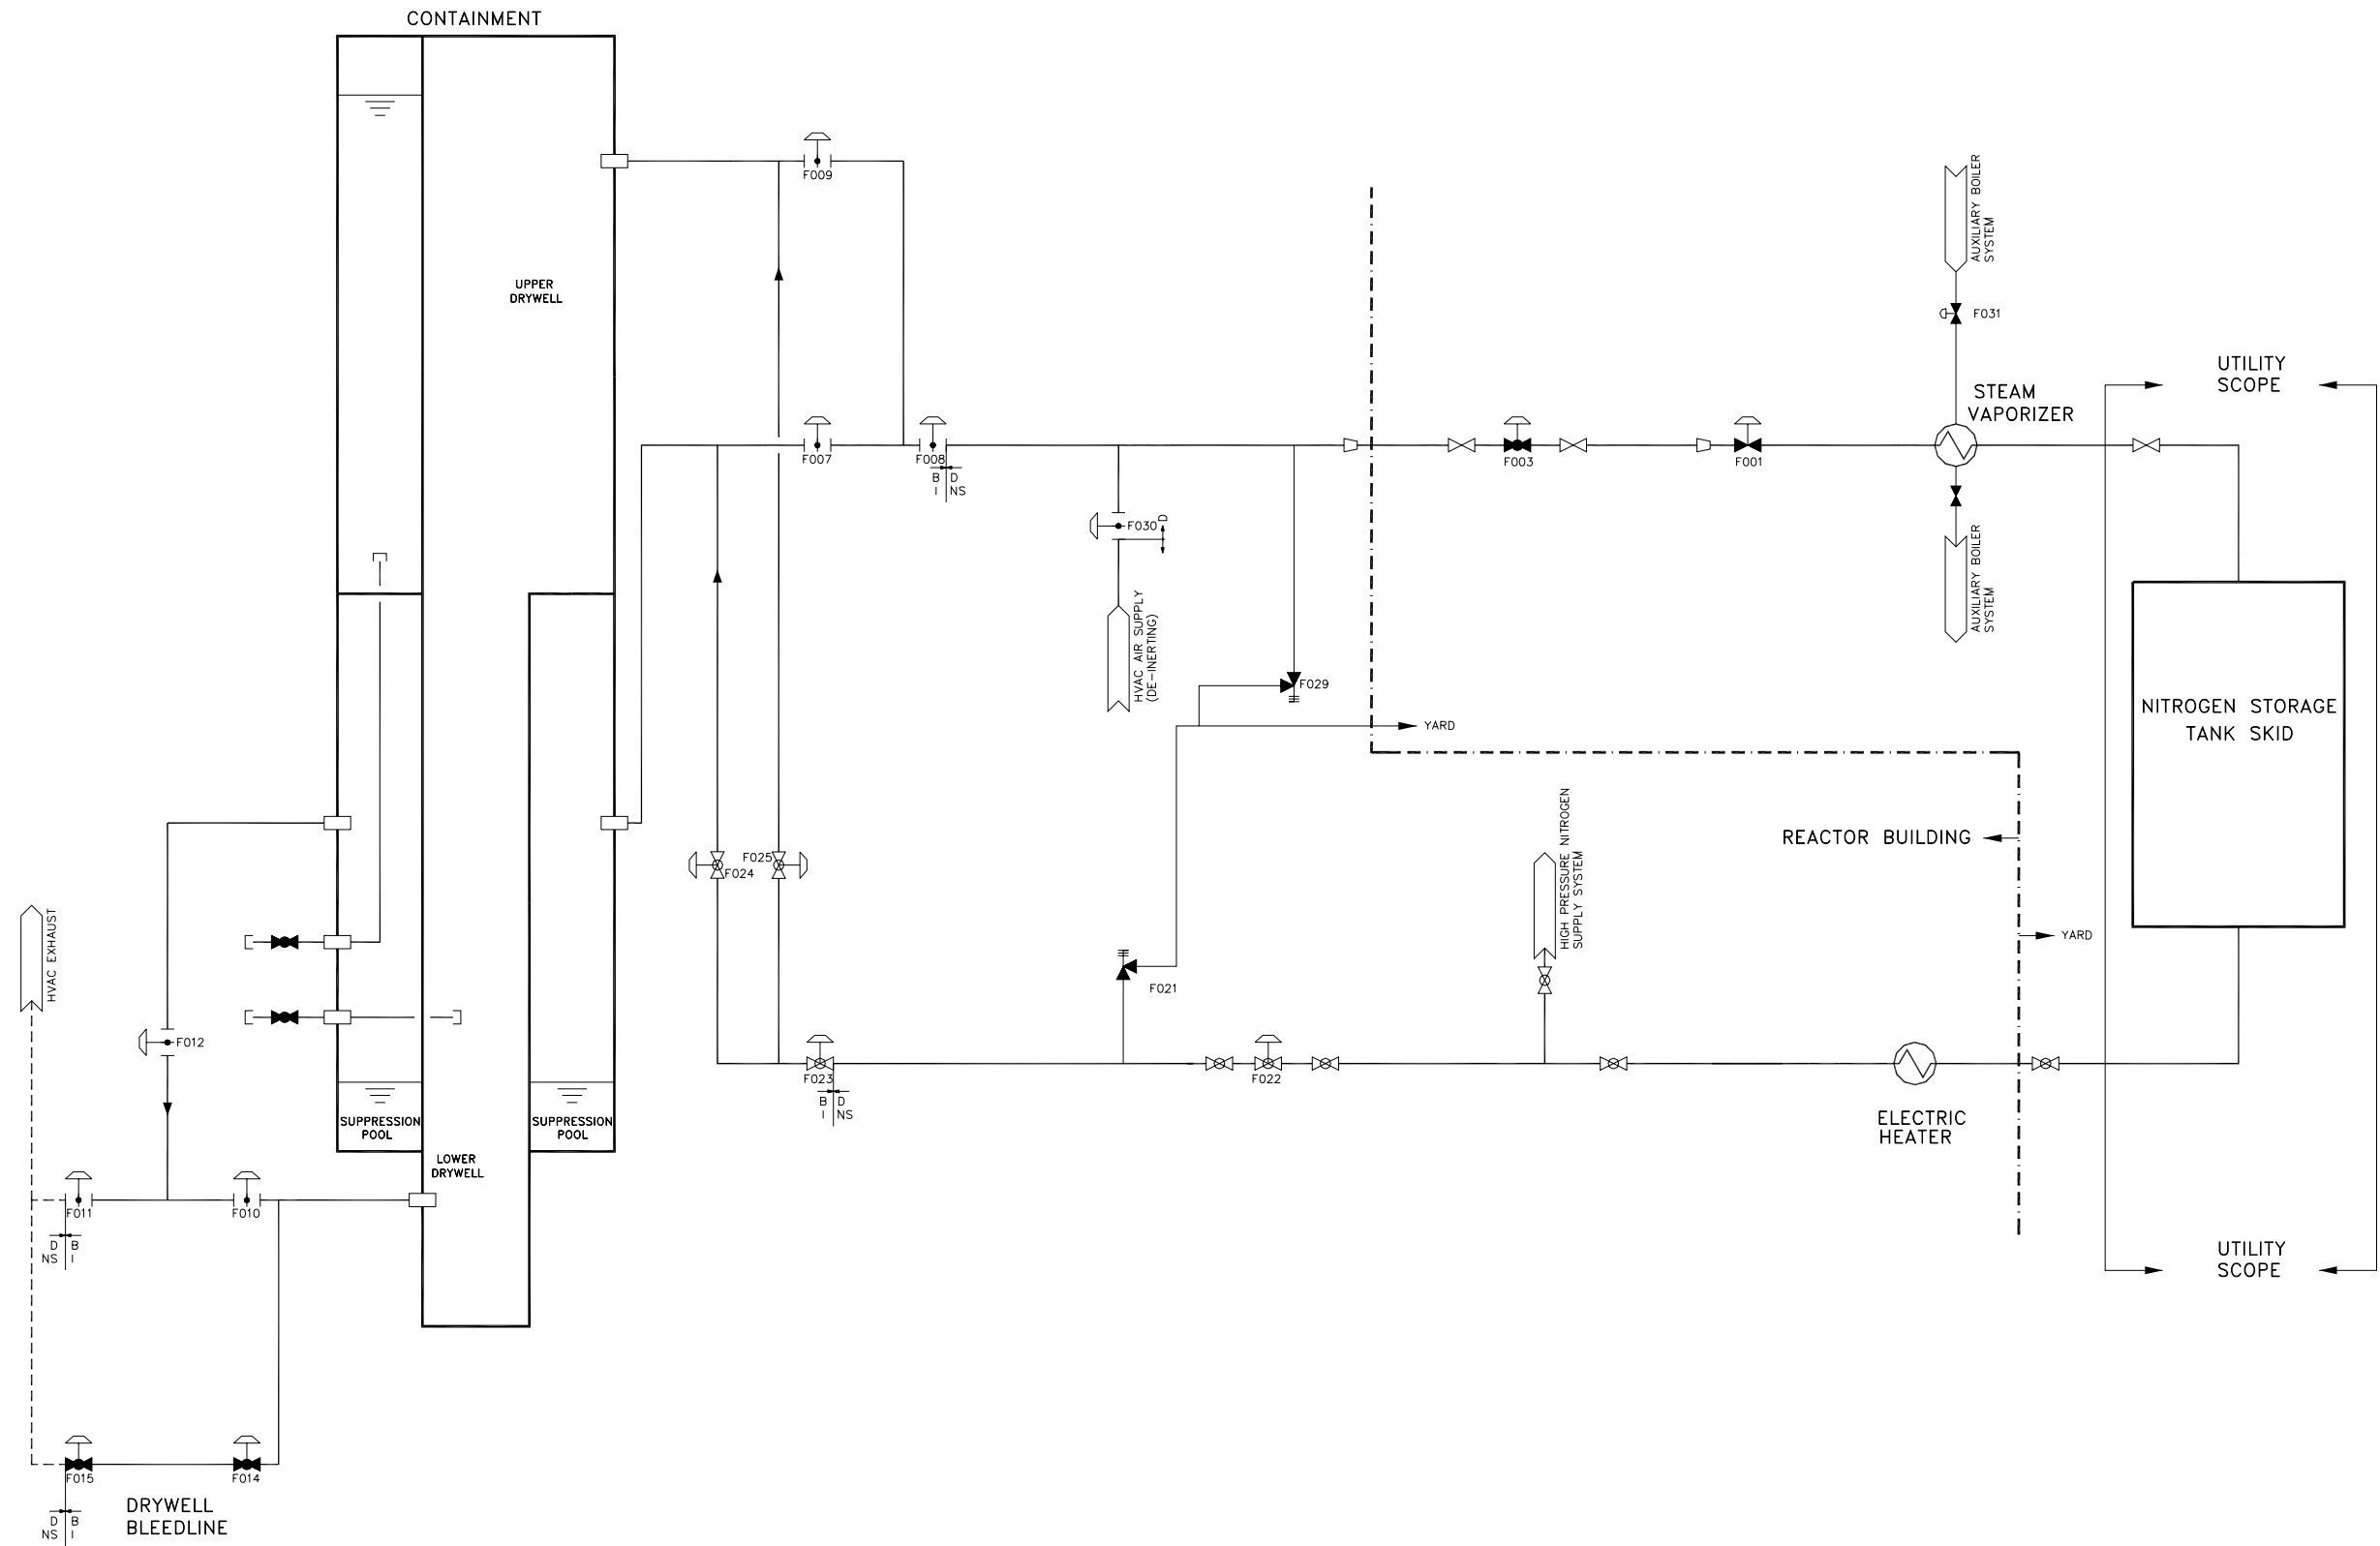 CONTAINMENT
F009
AUXILIARY BOILER
SYSTEM
UPPER
DRYWELL
F031
UTILITY
SCOPE
STEAM
VAPORIZER
F007
F008
B D
I NS
F003
F001
F030
D
AUXILIARY BOILER
SYSTEM
HVAC AIR SUPPLY
(DE-INERTING)
F029
YARD
NITROGEN STORAGE
TANK SKID
HIGH PRESSURE NITROGEN
SUPPLY SYSTEM
REACTOR BUILDING
F025
F024
HVAC EXHAUST
YARD
F021
F012
F023
B D
I NS
F022
SUPPRESSION
POOL
SUPPRESSION
POOL
ELECTRIC
HEATER
LOWER
DRYWELL
F011
F010
D B
NS I
UTILITY
SCOPE
F015
F014
DRYWELL
BLEEDLINE
D B
NS I